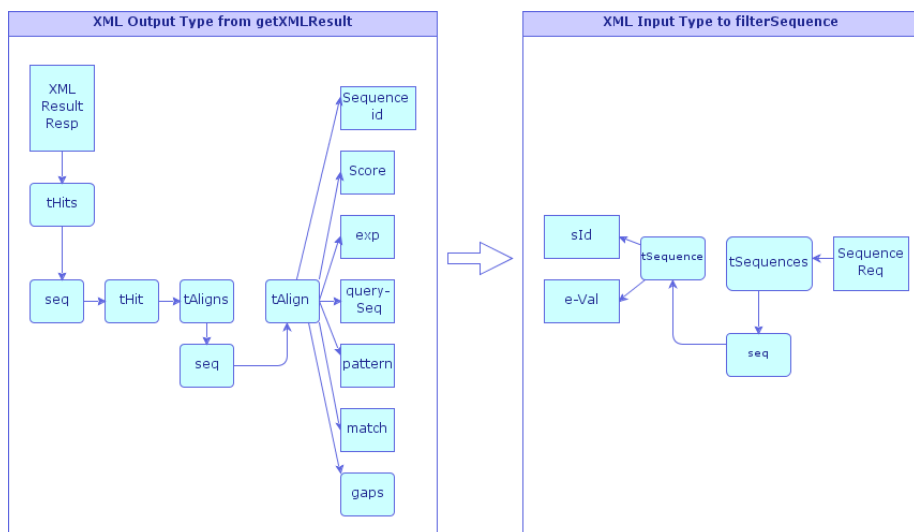 XML Output Type from getXMLResult
XML
Result
Resp
tHits
seq
tHit
tAligns
seq
tAlign
Sequence
id
Score
exp
query-
Seq
pattern
match
gaps
XML Input Type to filterSequence
sId
e-Val
tSequence
tSequences
Sequence
Req
seq